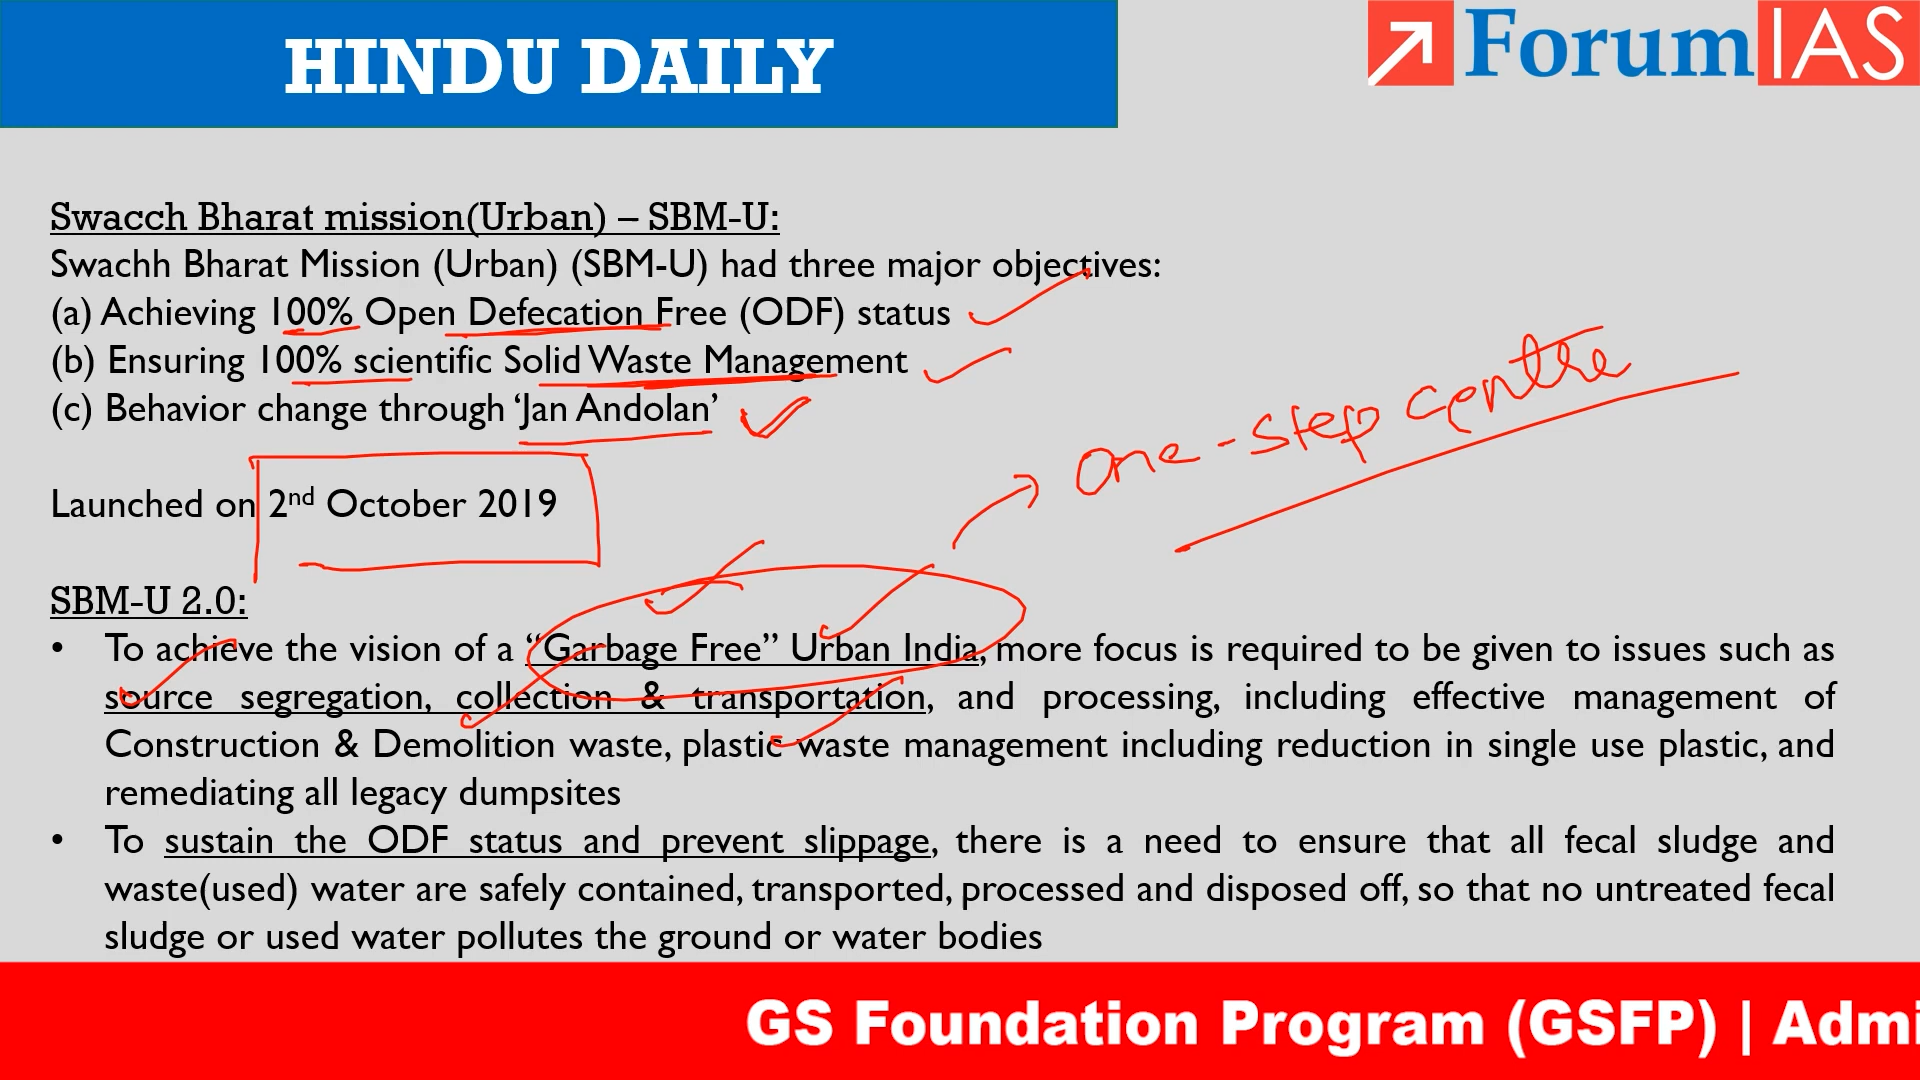 HINDU DAILY
Forum IAS
Swacch Bharat mission(Urban) – SBM-U:
Swachh Bharat Mission (Urban) (SBM-U) had three major objectives:
(a) Achieving 100% Open Defecation Free (ODF) status
(b) Ensuring 100% scientific Solid Waste Management
(c) Behavior change through ‘Jan Andolan’
one-step centre
Launched on 2nd October 2019
SBM-U 2.0:
• To achieve the vision of a “Garbage Free” Urban India, more focus is required to be given to issues such as
source segregation, collection & transportation, and processing, including effective management of
Construction & Demolition waste, plastic waste management including reduction in single use plastic, and
remediating all legacy dumpsites
• To sustain the ODF status and prevent slippage, there is a need to ensure that all fecal sludge and
waste(used) water are safely contained, transported, processed and disposed off, so that no untreated fecal
sludge or used water pollutes the ground or water bodies
GS Foundation Program (GSFP) | Admi